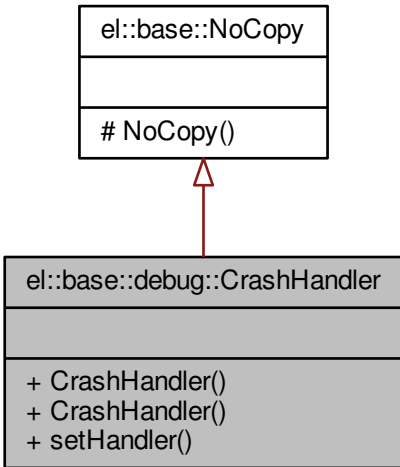 el::base::NoCopy
# NoCopy()
el::base::debug::CrashHandler
+ CrashHandler()
+ CrashHandler()
+ setHandler()